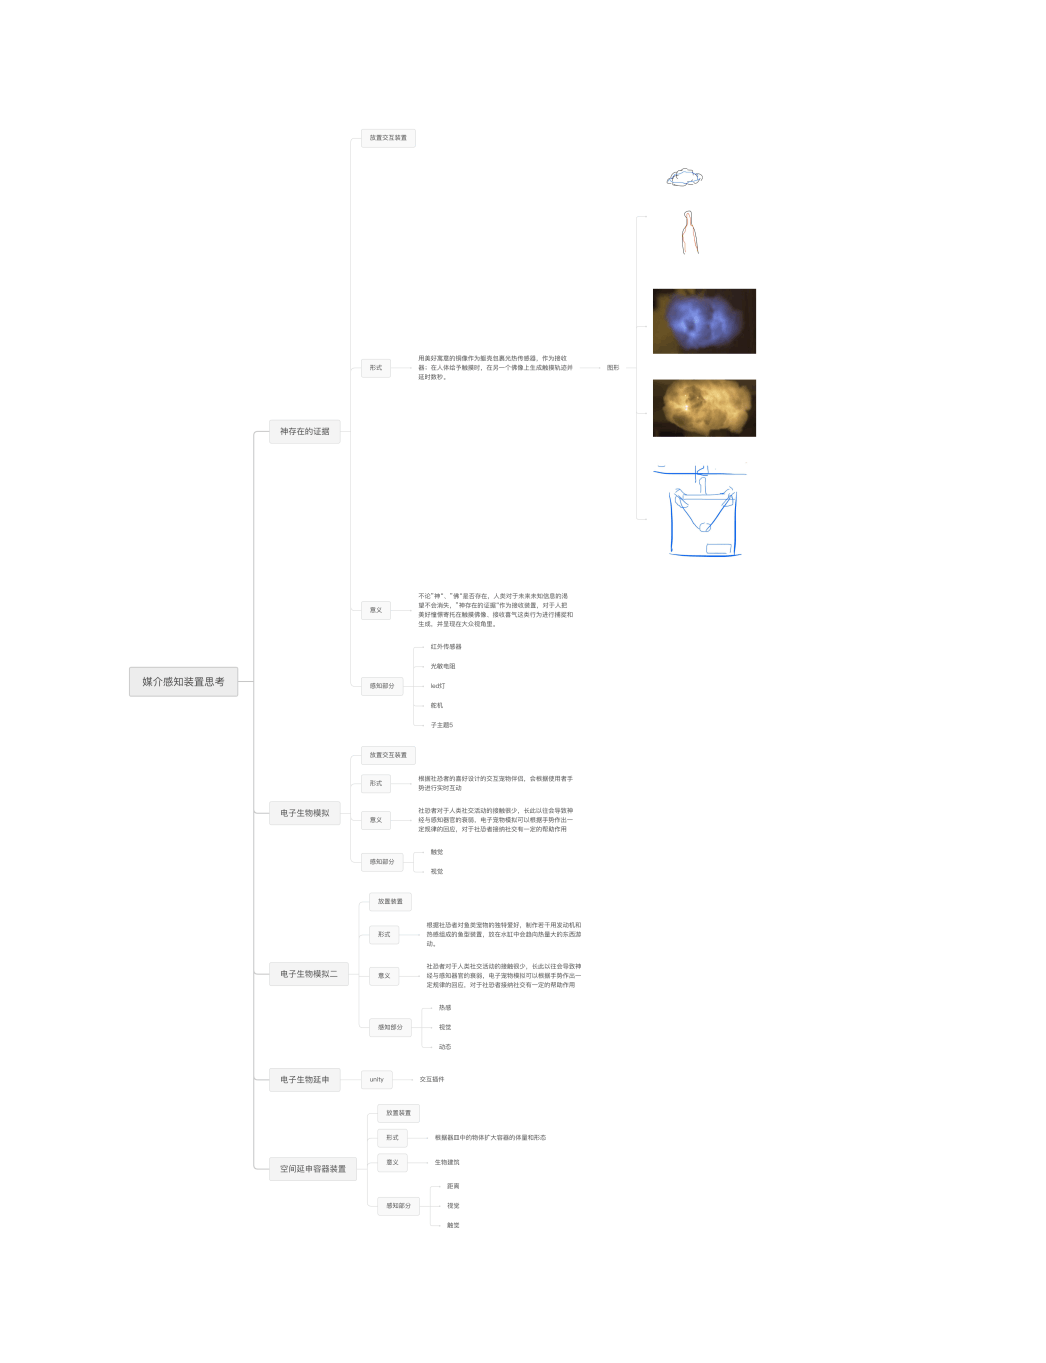 放置交互装置
用美好寓意的铜像作为躯壳包裹光热传感器，作为接收
器；在人体给予触摸时，在另一个佛像上生成触摸轨迹并
延时数秒。
形式
图形
神存在的证据
不论“神”、“佛”是否存在，人类对于未来未知信息的渴
望不会消失，“神存在的证据”作为接收装置，对于人把
美好憧憬寄托在触摸佛像、接收喜气这类行为进行捕捉和
生成、并呈现在大众视角里。
意义
红外传感器
光敏电阻
感知部分
led灯
舵机
子主题5
媒介感知装置思考
放置交互装置
形式
根据社恐者的喜好设计的交互宠物伴侣，会根据使用者手
势进行实时互动
电子生物模拟
意义
社恐者对于人类社交活动的接触很少，长此以往会导致神
经与感知器官的衰弱，电子宠物模拟可以根据手势作出一
定规律的回应，对于社恐者接纳社交有一定的帮助作用
感知部分
触觉
视觉
放置装置
形式
根据社恐者对鱼类宠物的独特爱好，制作若干用发动机和
热感组成的鱼型装置，放在水缸中会趋向热量大的东西游
动。
电子生物模拟二
意义
社恐者对于人类社交活动的接触很少，长此以往会导致神
经与感知器官的衰弱，电子宠物模拟可以根据手势作出一
定规律的回应，对于社恐者接纳社交有一定的帮助作用
热感
感知部分
视觉
动态
电子生物延申
unity
交互插件
放置装置
形式
根据器皿中的物体扩大容器的体量和形态
空间延申容器装置
意义
生物建筑
距离
感知部分
视觉
触觉